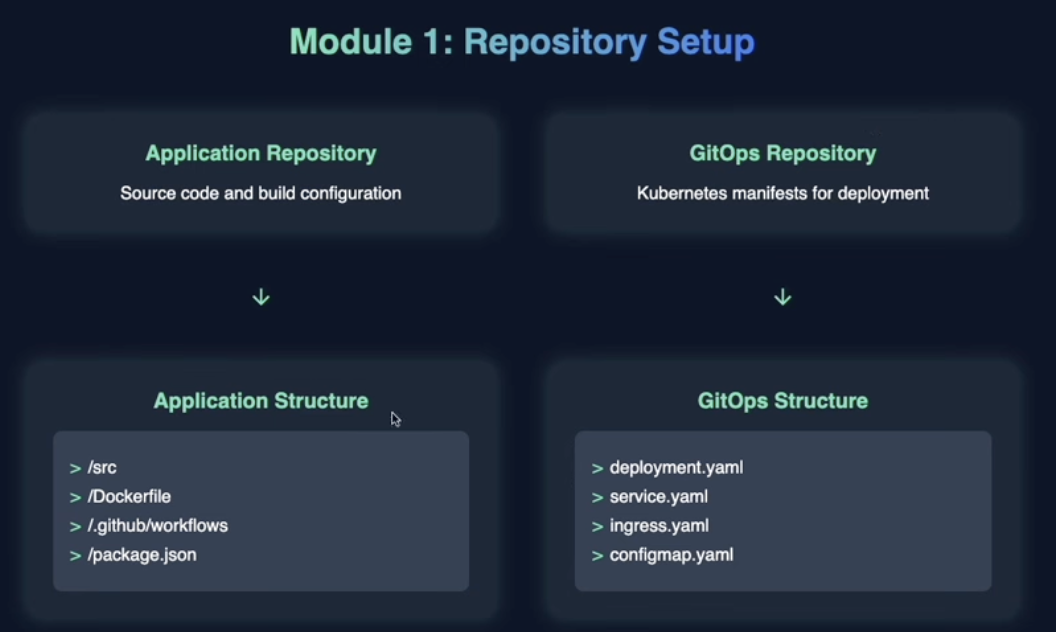 Module 1: Repository Setup
Application Repository
Source code and build configuration
GitOps Repository
Kubernetes manifests for deployment
↓
↓
Application Structure
> /src
> /Dockerfile
> /.github/workflows
> /package.json
GitOps Structure
> deployment.yaml
> service.yaml
> ingress.yaml
> configmap.yaml